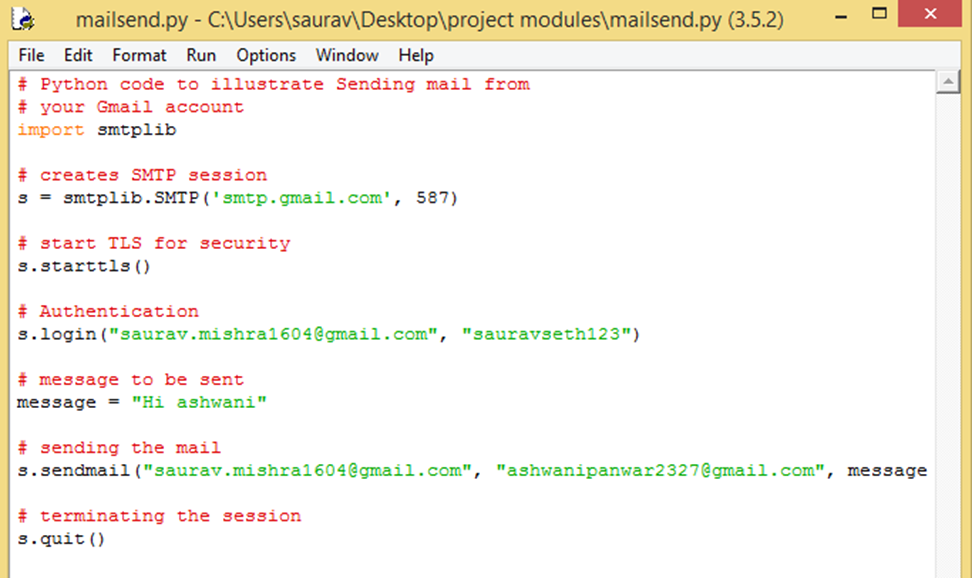 mailsend.py - C:\Users\saurav\Desktop\project modules\mailsend.py (3.5.2)
File Edit Format Run Options Window Help
# Python code to illustrate Sending mail from
# your Gmail account
import smtplib
# creates SMTP session
s = smtplib.SMTP('smtp.gmail.com', 587)
# start TLS for security
s.starttls()
# Authentication
s.login("saurav.mishra1604@gmail.com", "sauravseth123")
# message to be sent
message = "Hi ashwani"
# sending the mail
s.sendmail("saurav.mishra1604@gmail.com", "ashwanipanwar2327@gmail.com", message
# terminating the session
s.quit()